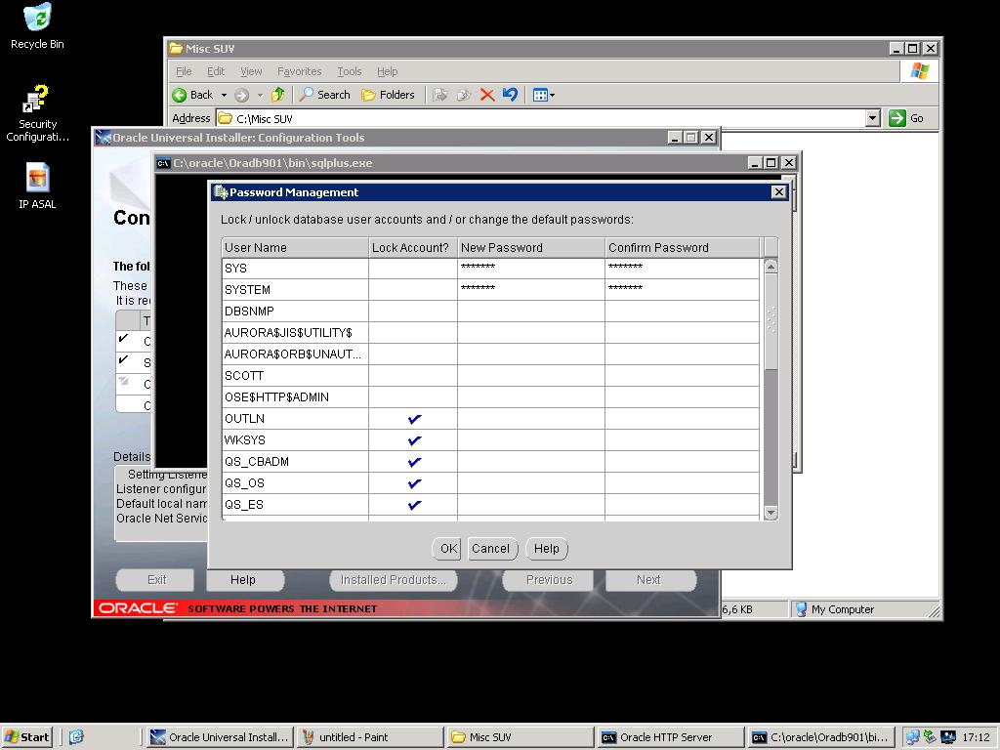 Recycle Bin
Security
Configurati...
IP ASAL
Misc SUV
File Edit View Favorites Tools Help
Back Search Folders
Address C:\Misc SUV Go
Oracle Universal Installer: Configuration Tools
C:\oracle\Oradb901\bin\sqlplus.exe
Password Management
Lock / unlock database user accounts and / or change the default passwords:
User Name Lock Account? New Password Confirm Password
SYS ******* *******
SYSTEM ******* *******
DBSNMP
AURORA$JIS$UTILITY$
AURORA$ORB$UNAUT...
SCOTT
OSE$HTTP$ADMIN
OUTLN
WKSYS
QS_CBADM
QS_OS
QS_ES
OK Cancel Help
Con
The fol
These
It is re
T
O
S
O
O
Details
Setting Listene
Listener configur
Default local nam
Oracle Net Servic
Exit Help Installed Products... Previous Next
ORACLE SOFTWARE POWERS THE INTERNET
6,6 KB My Computer
Start Oracle Universal Install... untitled - Paint Misc SUV Oracle HTTP Server C:\oracle\Oradb901\bi... 17:12